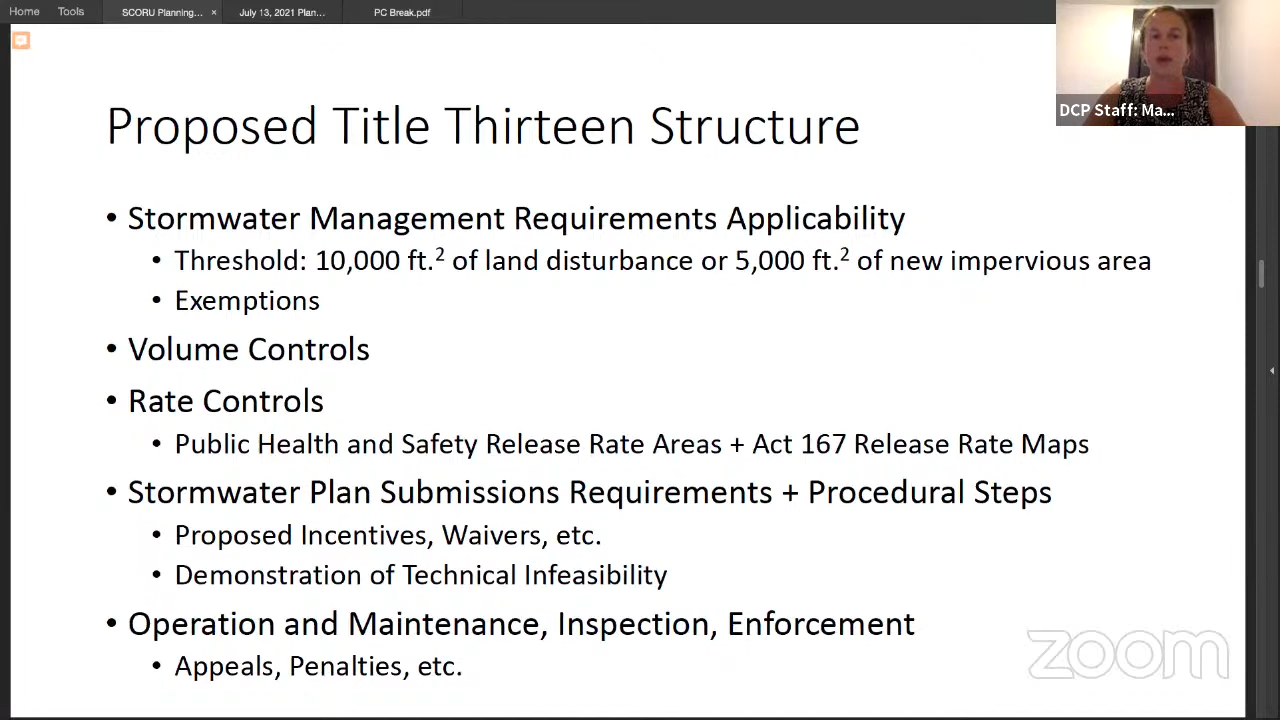 Home Tools SCORU Planning... × July 13, 2021 Plan... PC Break.pdf
DCP Staff: Ma...
Proposed Title Thirteen Structure
• Stormwater Management Requirements Applicability
• Threshold: 10,000 ft.² of land disturbance or 5,000 ft.² of new impervious area
• Exemptions
• Volume Controls
• Rate Controls
• Public Health and Safety Release Rate Areas + Act 167 Release Rate Maps
• Stormwater Plan Submissions Requirements + Procedural Steps
• Proposed Incentives, Waivers, etc.
• Demonstration of Technical Infeasibility
• Operation and Maintenance, Inspection, Enforcement
• Appeals, Penalties, etc.
zoom